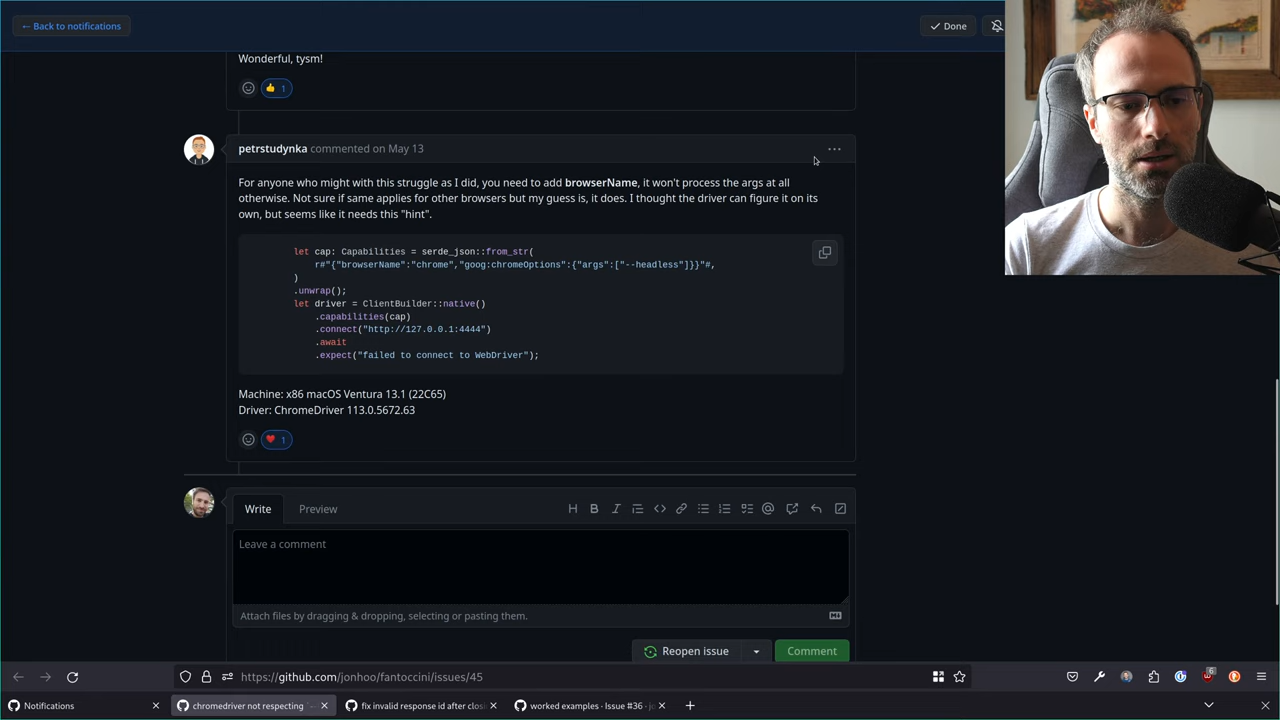 ← Back to notifications
Done
Wonderful, tysm!
👍 1
petrstudynka commented on May 13
For anyone who might with this struggle as I did, you need to add browserName, it won't process the args at all
otherwise. Not sure if same applies for other browsers but my guess is, it does. I thought the driver can figure it on its
own, but seems like it needs this "hint".
let cap: Capabilities = serde_json::from_str(
r#"{"browserName":"chrome","goog:chromeOptions":{"args":["--headless"]}}"#,
)
.unwrap();
let driver = ClientBuilder::native()
.capabilities(cap)
.connect("http://127.0.0.1:4444")
.await
.expect("failed to connect to WebDriver");
Machine: x86 macOS Ventura 13.1 (22C65)
Driver: ChromeDriver 113.0.5672.63
❤️ 1
Write Preview
Leave a comment
Attach files by dragging & dropping, selecting or pasting them.
Reopen issue Comment
https://github.com/jonhoo/fantoccini/issues/45
6
Notifications
chromedriver not respecting
fix invalid response id after closin
worked examples · Issue #36 · jo